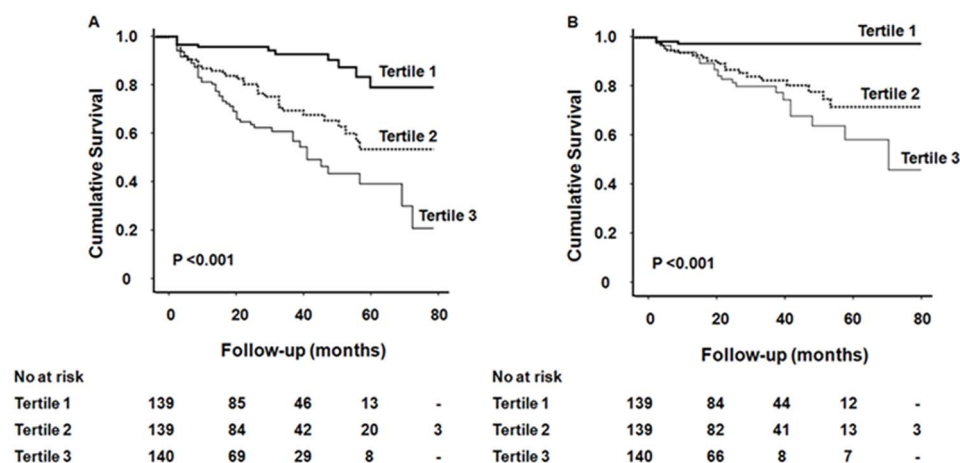 A
Cumulative Survival
1.0
0.8
0.6
0.4
0.2
0
Tertile 1
Tertile 2
Tertile 3
P <0.001
0 20 40 60 80
Follow-up (months)
No at risk
Tertile 1 139 85 46 13 -
Tertile 2 139 84 42 20 3
Tertile 3 140 69 29 8 -
B
Cumulative Survival
1.0
0.8
0.6
0.4
0.2
0.0
Tertile 1
Tertile 2
Tertile 3
P <0.001
0 20 40 60 80
Follow-up (months)
No at risk
Tertile 1 139 84 44 12 -
Tertile 2 139 82 41 13 3
Tertile 3 140 66 8 7 -